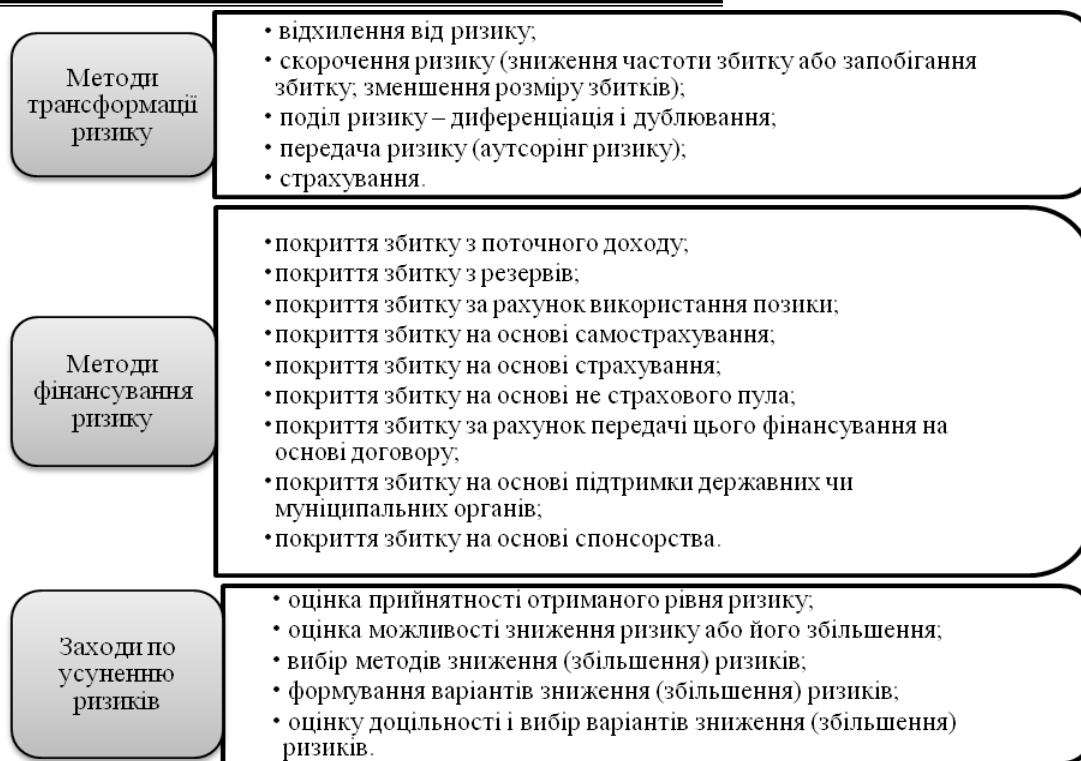 Методи
трансформації
ризику
• відхилення від ризику;
• скорочення ризику (зниження частоти збитку або запобігання
збитку; зменшення розміру збитків);
• поділ ризику – диференціація і дублювання;
• передача ризику (аутсорінг ризику);
• страхування.
Методи
фінансування
ризику
• покриття збитку з поточного доходу;
• покриття збитку з резервів;
• покриття збитку за рахунок використання позики;
• покриття збитку на основі самострахування;
• покриття збитку на основі страхування;
• покриття збитку на основі не страхового пула;
• покриття збитку за рахунок передачі цього фінансування на
основі договору;
• покриття збитку на основі підтримки державних чи
муніципальних органів;
• покриття збитку на основі спонсорства.
Заходи по
усуненню
ризиків
• оцінка прийнятності отриманого рівня ризику;
• оцінка можливості зниження ризику або його збільшення;
• вибір методів зниження (збільшення) ризиків;
• формування варіантів зниження (збільшення) ризиків;
• оцінку доцільності і вибір варіантів зниження (збільшення)
ризиків.